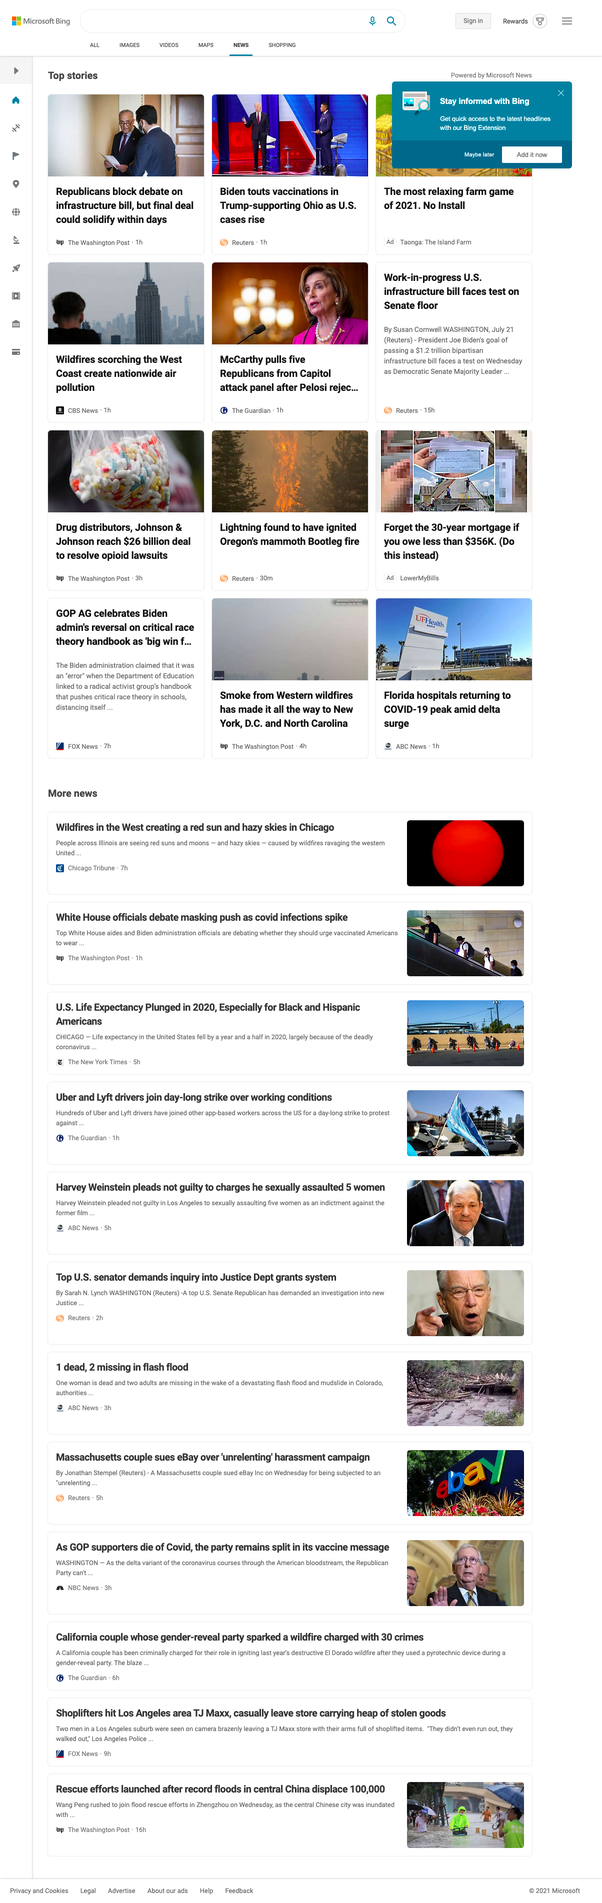 Microsoft Bing
Sign in
Rewards
ALL
IMAGES
VIDEOS
MAPS
NEWS
SHOPPING
Top stories
Powered by Microsoft News
Stay informed with Bing
Get quick access to the latest headlines
with our Bing Extension
Maybe later
Add it now
Republicans block debate on
infrastructure bill, but final deal
could solidify within days
The Washington Post · 1h
Biden touts vaccinations in
Trump-supporting Ohio as U.S.
cases rise
Reuters · 1h
The most relaxing farm game
of 2021. No Install
Ad Taonga: The Island Farm
Wildfires scorching the West
Coast create nationwide air
pollution
CBS News · 1h
McCarthy pulls five
Republicans from Capitol
attack panel after Pelosi rejec...
The Guardian · 1h
Work-in-progress U.S.
infrastructure bill faces test on
Senate floor
By Susan Cornwell WASHINGTON, July 21
(Reuters) - President Joe Biden's goal of
passing a $1.2 trillion bipartisan
infrastructure bill faces a test on Wednesday
as Democratic Senate Majority Leader ...
Reuters · 15h
Drug distributors, Johnson &
Johnson reach $26 billion deal
to resolve opioid lawsuits
The Washington Post · 3h
Lightning found to have ignited
Oregon's mammoth Bootleg fire
Reuters · 30m
Forget the 30-year mortgage if
you owe less than $356K. (Do
this instead)
Ad LowerMyBills
GOP AG celebrates Biden
admin's reversal on critical race
theory handbook as 'big win f...
The Biden administration claimed that it was
an "error" when the Department of Education
linked to a radical activist group's handbook
that pushes critical race theory in schools,
distancing itself ...
FOX News · 7h
Smoke from Western wildfires
has made it all the way to New
York, D.C. and North Carolina
The Washington Post · 4h
UFHealth
Florida hospitals returning to
COVID-19 peak amid delta
surge
ABC News · 1h
More news
Wildfires in the West creating a red sun and hazy skies in Chicago
People across Illinois are seeing red suns and moons — and hazy skies — caused by wildfires ravaging the western
United ...
Chicago Tribune · 7h
White House officials debate masking push as covid infections spike
Top White House aides and Biden administration officials are debating whether they should urge vaccinated Americans
to wear ...
The Washington Post · 1h
U.S. Life Expectancy Plunged in 2020, Especially for Black and Hispanic
Americans
CHICAGO — Life expectancy in the United States fell by a year and a half in 2020, largely because of the deadly
coronavirus ...
The New York Times · 5h
Uber and Lyft drivers join day-long strike over working conditions
Hundreds of Uber and Lyft drivers have joined other app-based workers across the US for a day-long strike to protest
against ...
The Guardian · 1h
Harvey Weinstein pleads not guilty to charges he sexually assaulted 5 women
Harvey Weinstein pleaded not guilty in Los Angeles to sexually assaulting five women as an indictment against the
former film ...
ABC News · 5h
Top U.S. senator demands inquiry into Justice Dept grants system
By Sarah N. Lynch WASHINGTON (Reuters) -A top U.S. Senate Republican has demanded an investigation into new
Justice ...
Reuters · 2h
1 dead, 2 missing in flash flood
One woman is dead and two adults are missing in the wake of a devastating flash flood and mudslide in Colorado,
authorities ...
ABC News · 3h
Massachusetts couple sues eBay over 'unrelenting' harassment campaign
By Jonathan Stempel (Reuters) - A Massachusetts couple sued eBay Inc on Wednesday for being subjected to an
"unrelenting ...
Reuters · 5h
ebay
As GOP supporters die of Covid, the party remains split in its vaccine message
WASHINGTON — As the delta variant of the coronavirus courses through the American bloodstream, the Republican
Party can't ...
NBC News · 3h
California couple whose gender-reveal party sparked a wildfire charged with 30 crimes
A California couple has been criminally charged for their role in igniting last year's destructive El Dorado wildfire after they used a pyrotechnic device during a
gender-reveal party. The blaze ...
The Guardian · 6h
Shoplifters hit Los Angeles area TJ Maxx, casually leave store carrying heap of stolen goods
Two men in a Los Angeles suburb were seen on camera brazenly leaving a TJ Maxx store with their arms full of shoplifted items. "They didn't even run out, they
walked out," Los Angeles Police ...
FOX News · 9h
Rescue efforts launched after record floods in central China displace 100,000
Wang Peng rushed to join flood rescue efforts in Zhengzhou on Wednesday, as the central Chinese city was inundated
with ...
The Washington Post · 16h
Privacy and Cookies
Legal
Advertise
About our ads
Help
Feedback
© 2021 Microsoft